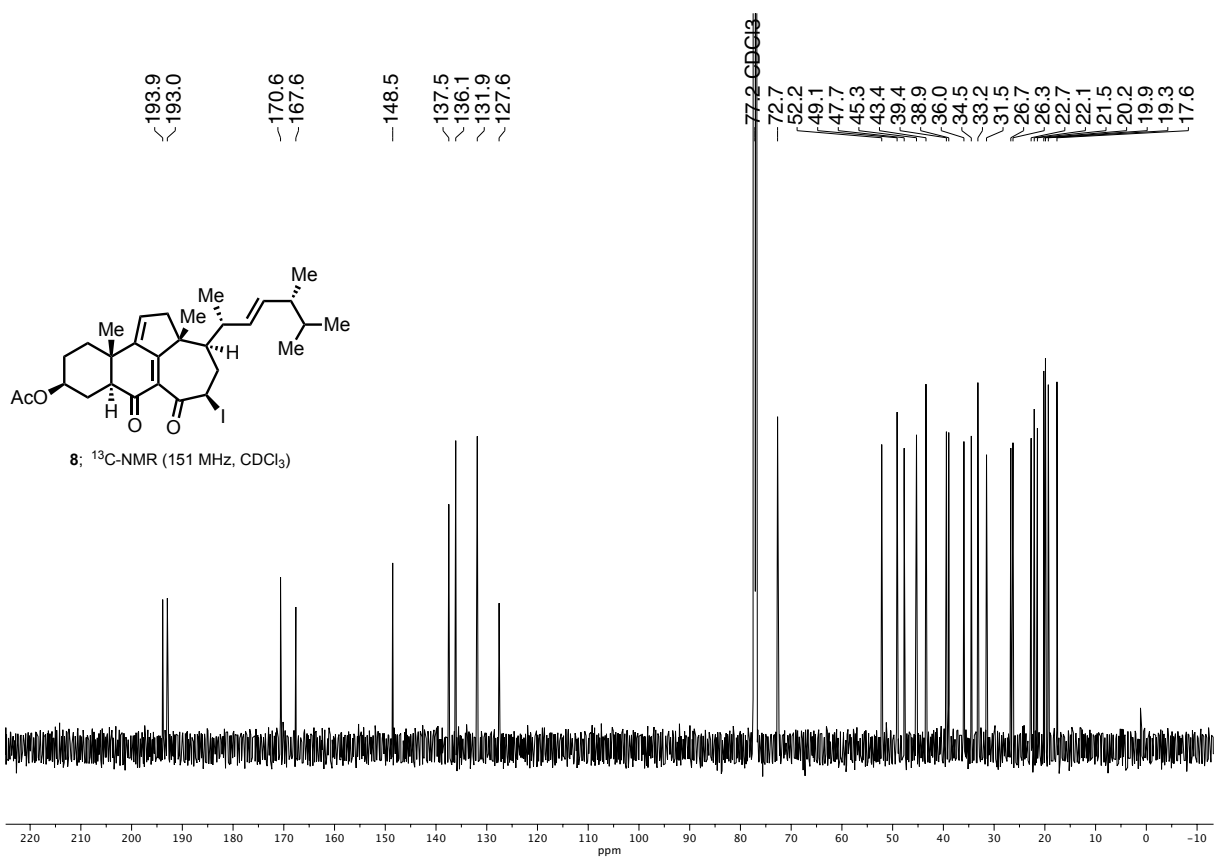 193.9
193.0
170.6
167.6
148.5
137.5
136.1
131.9
127.6
77.2 CDCl3
72.7
52.2
49.1
47.7
45.3
43.4
39.4
38.9
36.0
34.5
33.2
31.5
26.7
26.3
22.7
22.1
21.5
20.2
19.9
19.3
17.6
Me
Me
Me
Me
Me
Me
H
AcO
H
O
O
I
8; ¹³C-NMR (151 MHz, CDCl₃)
220 210 200 190 180 170 160 150 140 130 120 110 100 90 80 70 60 50 40 30 20 10 0 -10
ppm